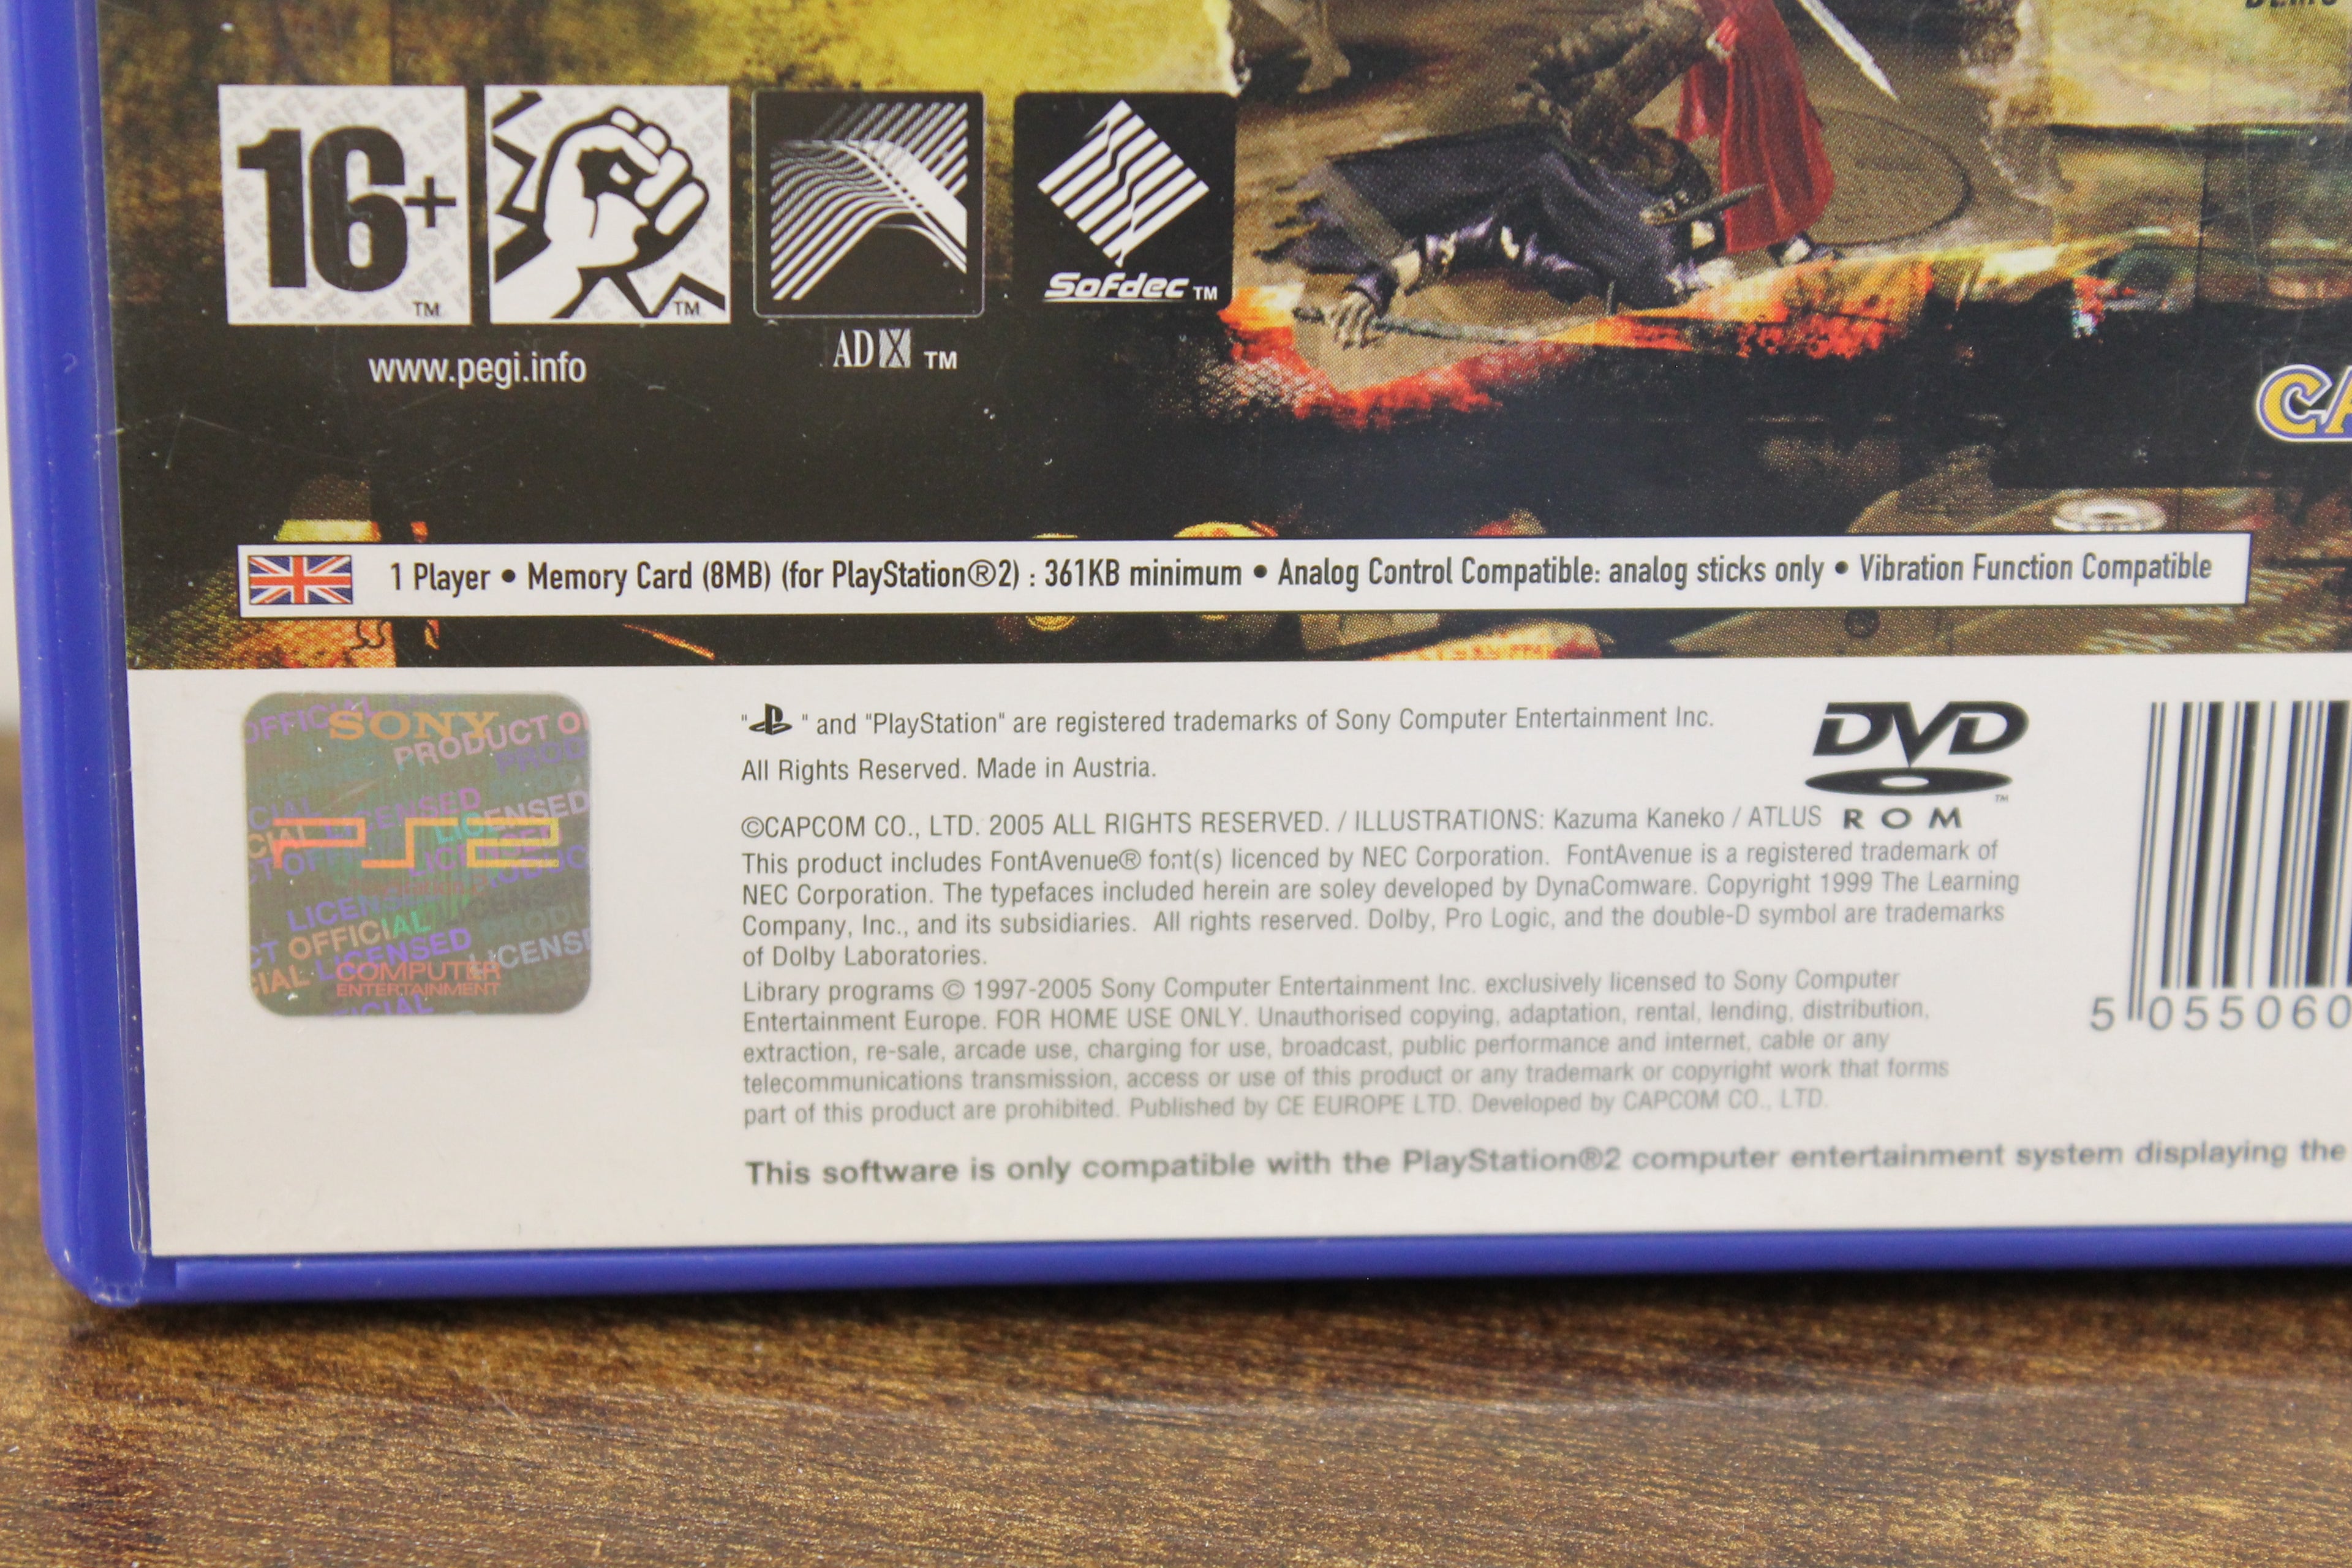 16+
TM
TM
Sofdec TM
ADX TM
www.pegi.info
CA
1 Player • Memory Card (8MB) (for PlayStation®2) : 361KB minimum • Analog Control Compatible: analog sticks only • Vibration Function Compatible
SONY
PS2
COMPUTER
ENTERTAINMENT
" " and "PlayStation" are registered trademarks of Sony Computer Entertainment Inc.
All Rights Reserved. Made in Austria.
DVD
TM
ROM
©CAPCOM CO., LTD. 2005 ALL RIGHTS RESERVED. / ILLUSTRATIONS: Kazuma Kaneko / ATLUS
This product includes FontAvenue® font(s) licenced by NEC Corporation. FontAvenue is a registered trademark of
NEC Corporation. The typefaces included herein are soley developed by DynaComware. Copyright 1999 The Learning
Company, Inc., and its subsidiaries. All rights reserved. Dolby, Pro Logic, and the double-D symbol are trademarks
of Dolby Laboratories.
Library programs © 1997-2005 Sony Computer Entertainment Inc. exclusively licensed to Sony Computer
Entertainment Europe. FOR HOME USE ONLY. Unauthorised copying, adaptation, rental, lending, distribution,
extraction, re-sale, arcade use, charging for use, broadcast, public performance and internet, cable or any
telecommunications transmission, access or use of this product or any trademark or copyright work that forms
part of this product are prohibited. Published by CE EUROPE LTD. Developed by CAPCOM CO., LTD.
5 055060
This software is only compatible with the PlayStation®2 computer entertainment system displaying the